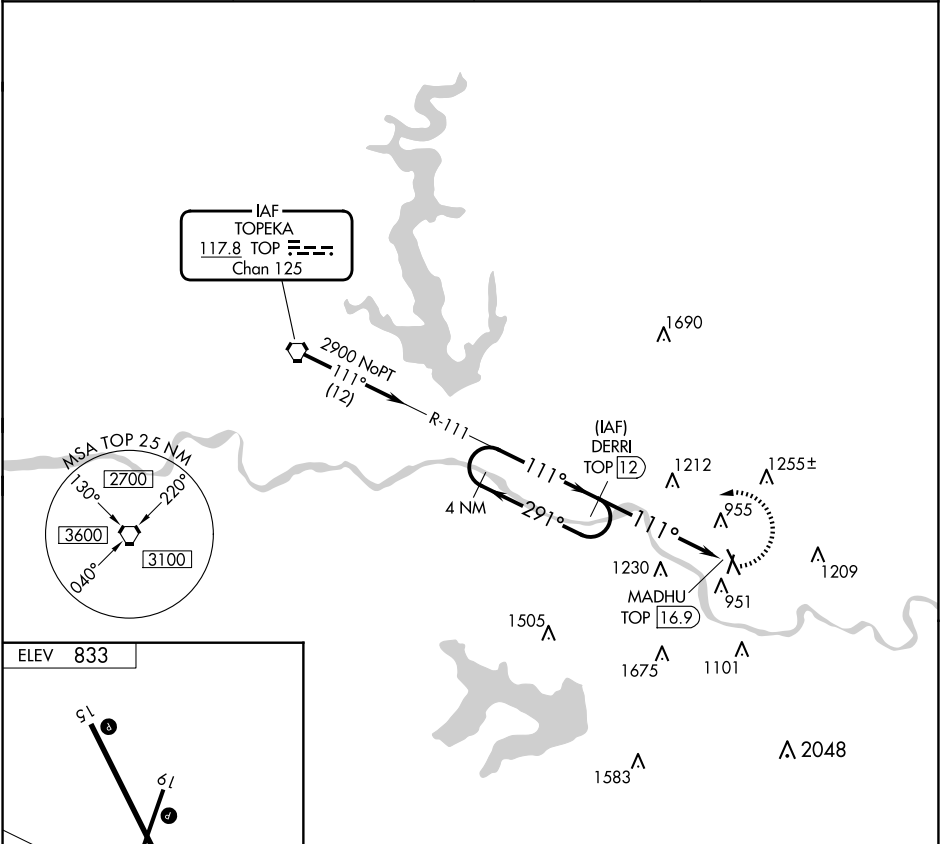 IAF
TOPEKA
117.8 TOP
Chan 125
2900 NoPT
111°
(12)
R-111
1690
(IAF)
DERRI
TOP 12
111°
291°
4 NM
111°
1212
1255±
955
1209
1230
951
MADHU
TOP 16.9
1505
1675
1101
1583
2048
MSA TOP 25 NM
2700
130°
220°
3600
3100
040°
ELEV 833
15
P
19
P